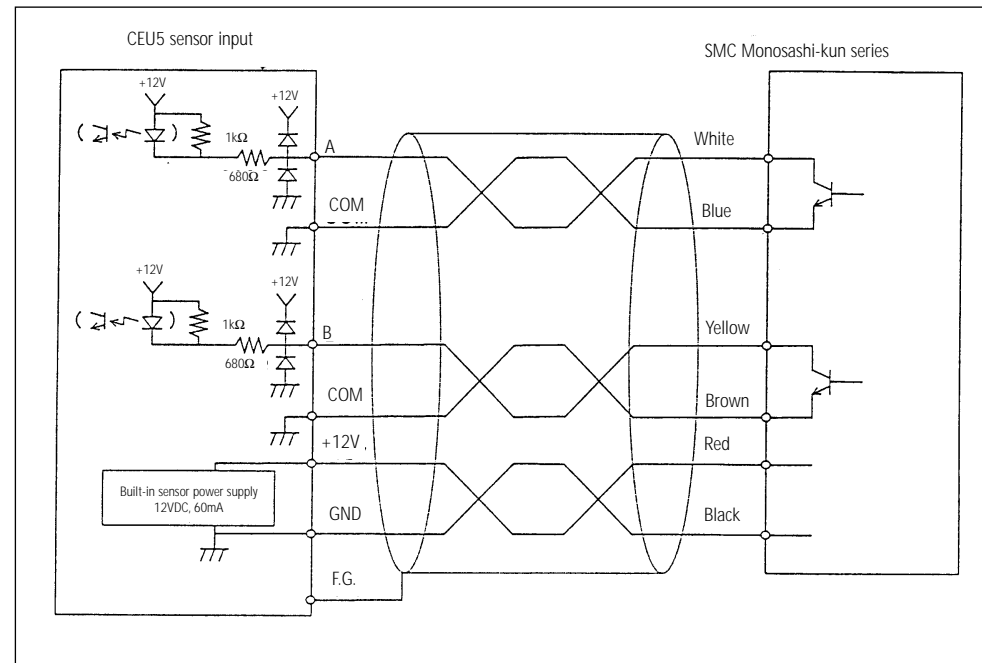 CEU5 sensor input
SMC Monosashi-kun series
+12V
+12V
1kΩ
680Ω
A
White
COM
Blue
+12V
+12V
1kΩ
680Ω
B
Yellow
COM
Brown
+12V
Red
Built-in sensor power supply
12VDC, 60mA
GND
Black
F.G.